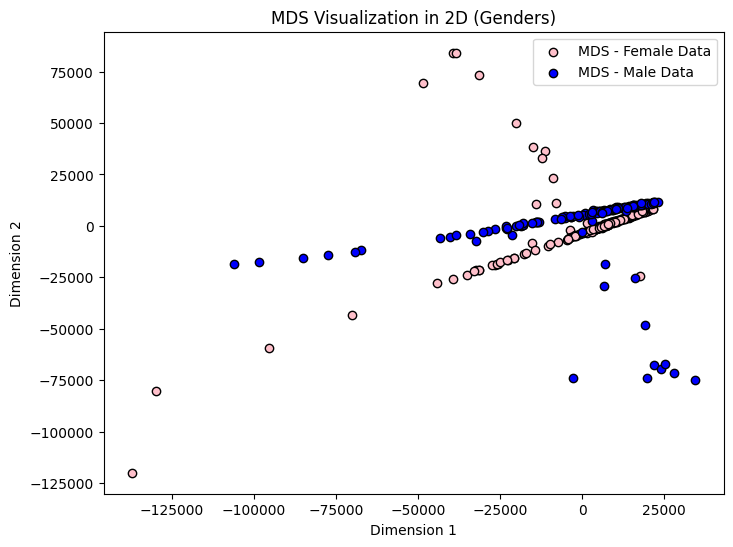 MDS Visualization in 2D (Genders)
MDS - Female Data
MDS - Male Data
75000
50000
25000
0
−25000
−50000
−75000
−100000
−125000
Dimension 2
−125000 −100000 −75000 −50000 −25000 0 25000
Dimension 1